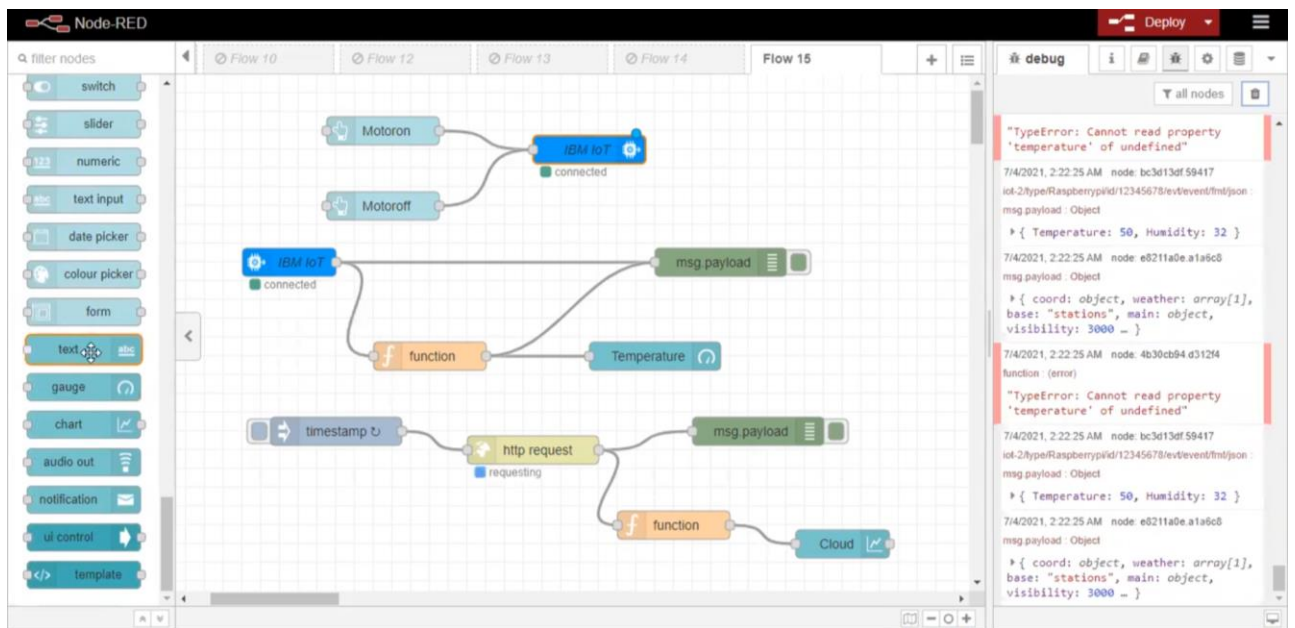 Node-RED
Deploy
filter nodes
Flow 10
Flow 12
Flow 13
Flow 14
Flow 15
debug
i
all nodes
switch
slider
123 numeric
abc text input
date picker
colour picker
form
text abc
gauge
chart
audio out
notification
ui control
</> template
Motoron
Motoroff
IBM IoT
connected
IBM IoT
connected
msg.payload
f function
Temperature
timestamp ↻
http request
requesting
msg.payload
f function
Cloud
"TypeError: Cannot read property
'temperature' of undefined"
7/4/2021, 2:22:25 AM node: bc3d13df.59417
iot-2/type/Raspberrypi/id/12345678/evt/event/fmt/json :
msg.payload : Object
{ Temperature: 50, Humidity: 32 }
7/4/2021, 2:22:25 AM node: e8211a0e.a1a6c8
msg.payload : Object
{ coord: object, weather: array[1],
base: "stations", main: object,
visibility: 3000 … }
7/4/2021, 2:22:25 AM node: 4b30cb94.d312f4
function : (error)
"TypeError: Cannot read property
'temperature' of undefined"
7/4/2021, 2:22:25 AM node: bc3d13df.59417
iot-2/type/Raspberrypi/id/12345678/evt/event/fmt/json :
msg.payload : Object
{ Temperature: 50, Humidity: 32 }
7/4/2021, 2:22:25 AM node: e8211a0e.a1a6c8
msg.payload : Object
{ coord: object, weather: array[1],
base: "stations", main: object,
visibility: 3000 … }